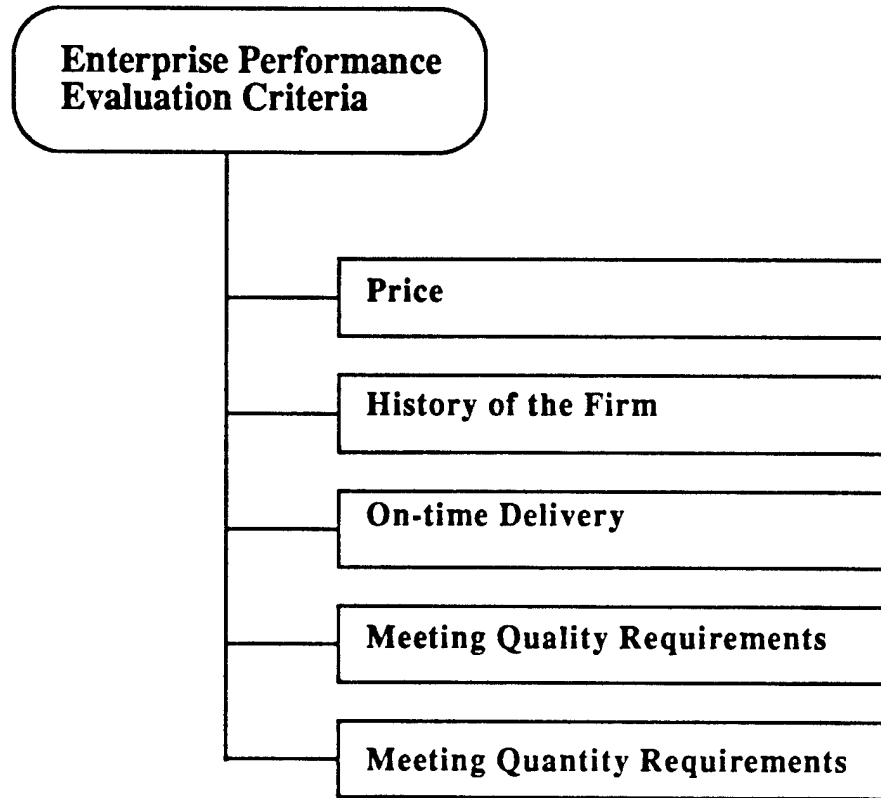 Enterprise Performance
Evaluation Criteria
Price
History of the Firm
On-time Delivery
Meeting Quality Requirements
Meeting Quantity Requirements